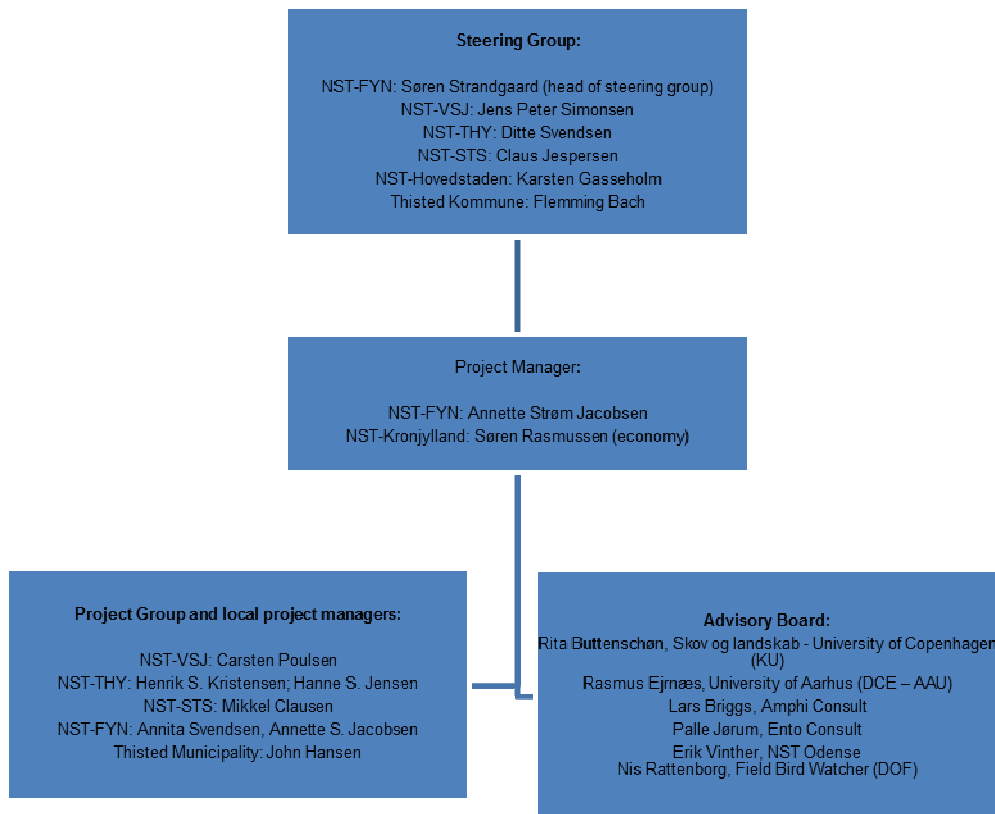 Steering Group:
NST-FYN: Søren Strandgaard (head of steering group)
NST-VSJ: Jens Peter Simonsen
NST-THY: Ditte Svendsen
NST-STS: Claus Jespersen
NST-Hovedstaden: Karsten Gasseholm
Thisted Kommune: Flemming Bach
Project Manager:
NST-FYN: Annette Strøm Jacobsen
NST-Kronjylland: Søren Rasmussen (economy)
Project Group and local project managers:
NST-VSJ: Carsten Poulsen
NST-THY: Henrik S. Kristensen; Hanne S. Jensen
NST-STS: Mikkel Clausen
NST-FYN: Annita Svendsen, Annette S. Jacobsen
Thisted Municipality: John Hansen
Advisory Board:
Rita Buttenschøn, Skov og landskab - University of Copenhagen
(KU)
Rasmus Ejrnæs, University of Aarhus (DCE – AAU)
Lars Briggs, Amphi Consult
Palle Jørum, Ento Consult
Erik Vinther, NST Odense
Nis Rattenborg, Field Bird Watcher (DOF)